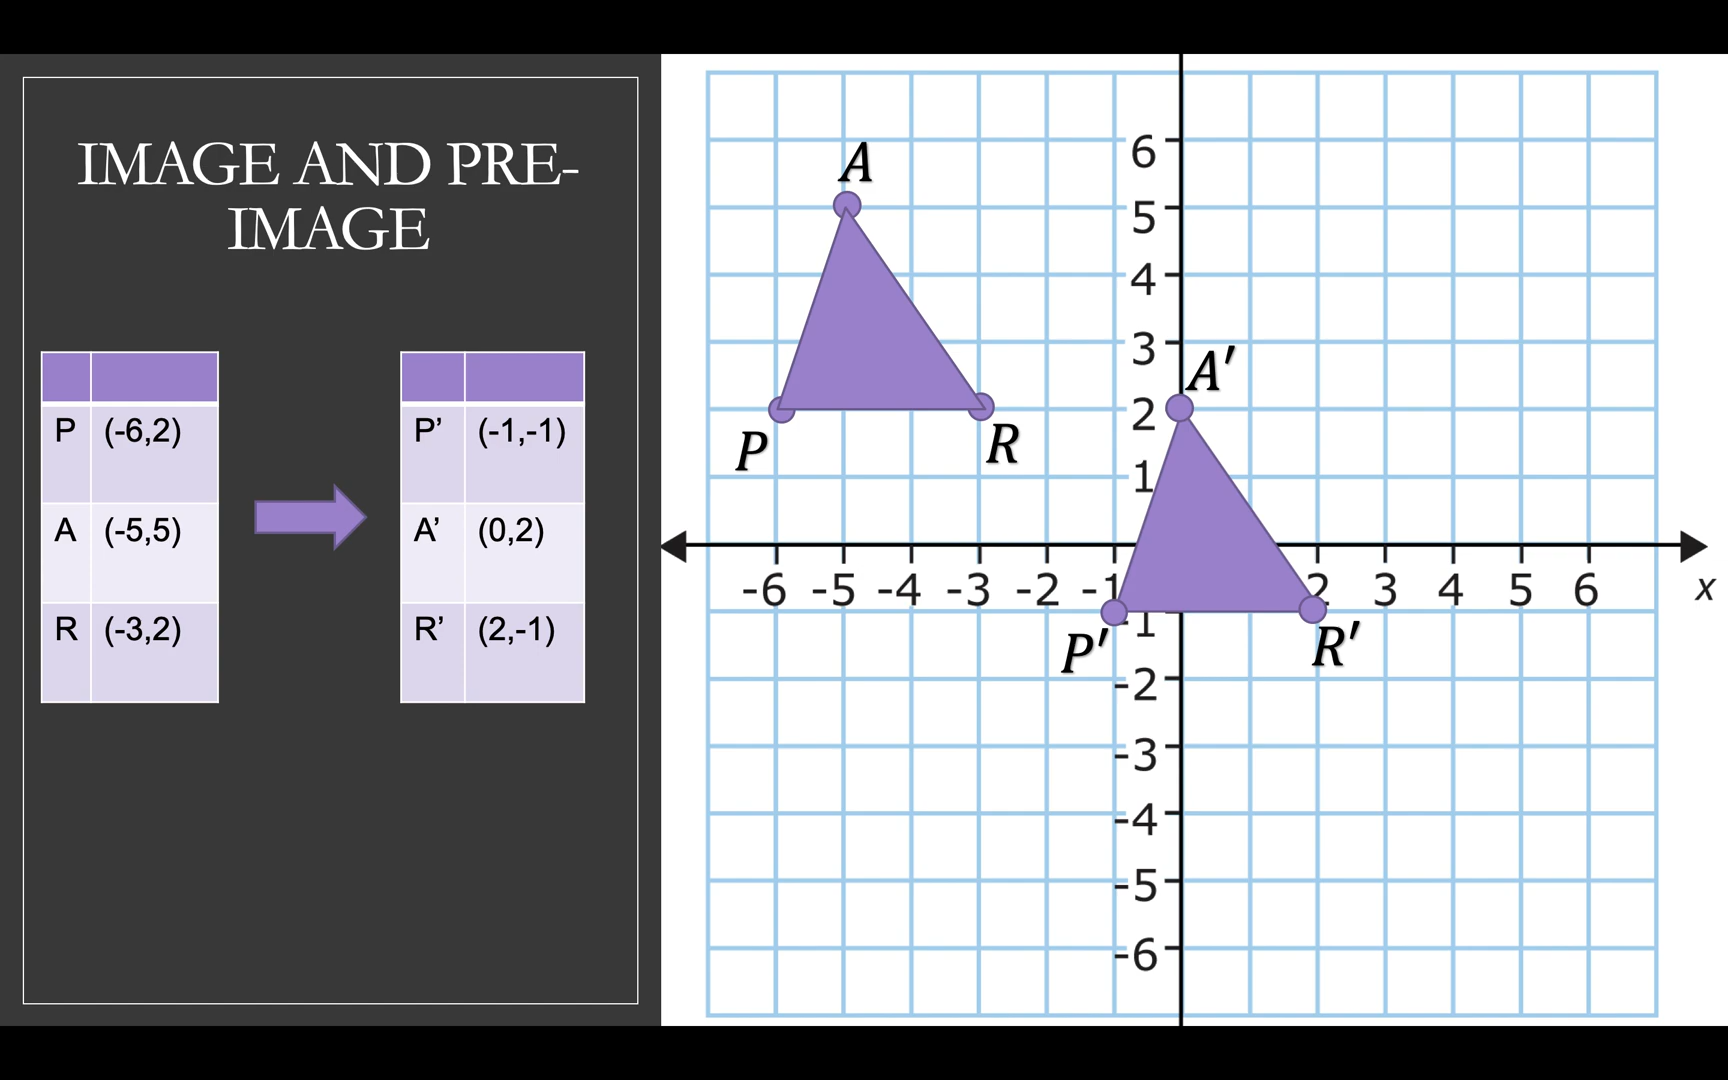 IMAGE AND PRE-
IMAGE
P (-6,2)
A (-5,5)
R (-3,2)
P’ (-1,-1)
A’ (0,2)
R’ (2,-1)
A
P
R
A′
P′
R′
6
5
4
3
2
1
-6 -5 -4 -3 -2 -1 2 3 4 5 6 x
-1
-2
-3
-4
-5
-6